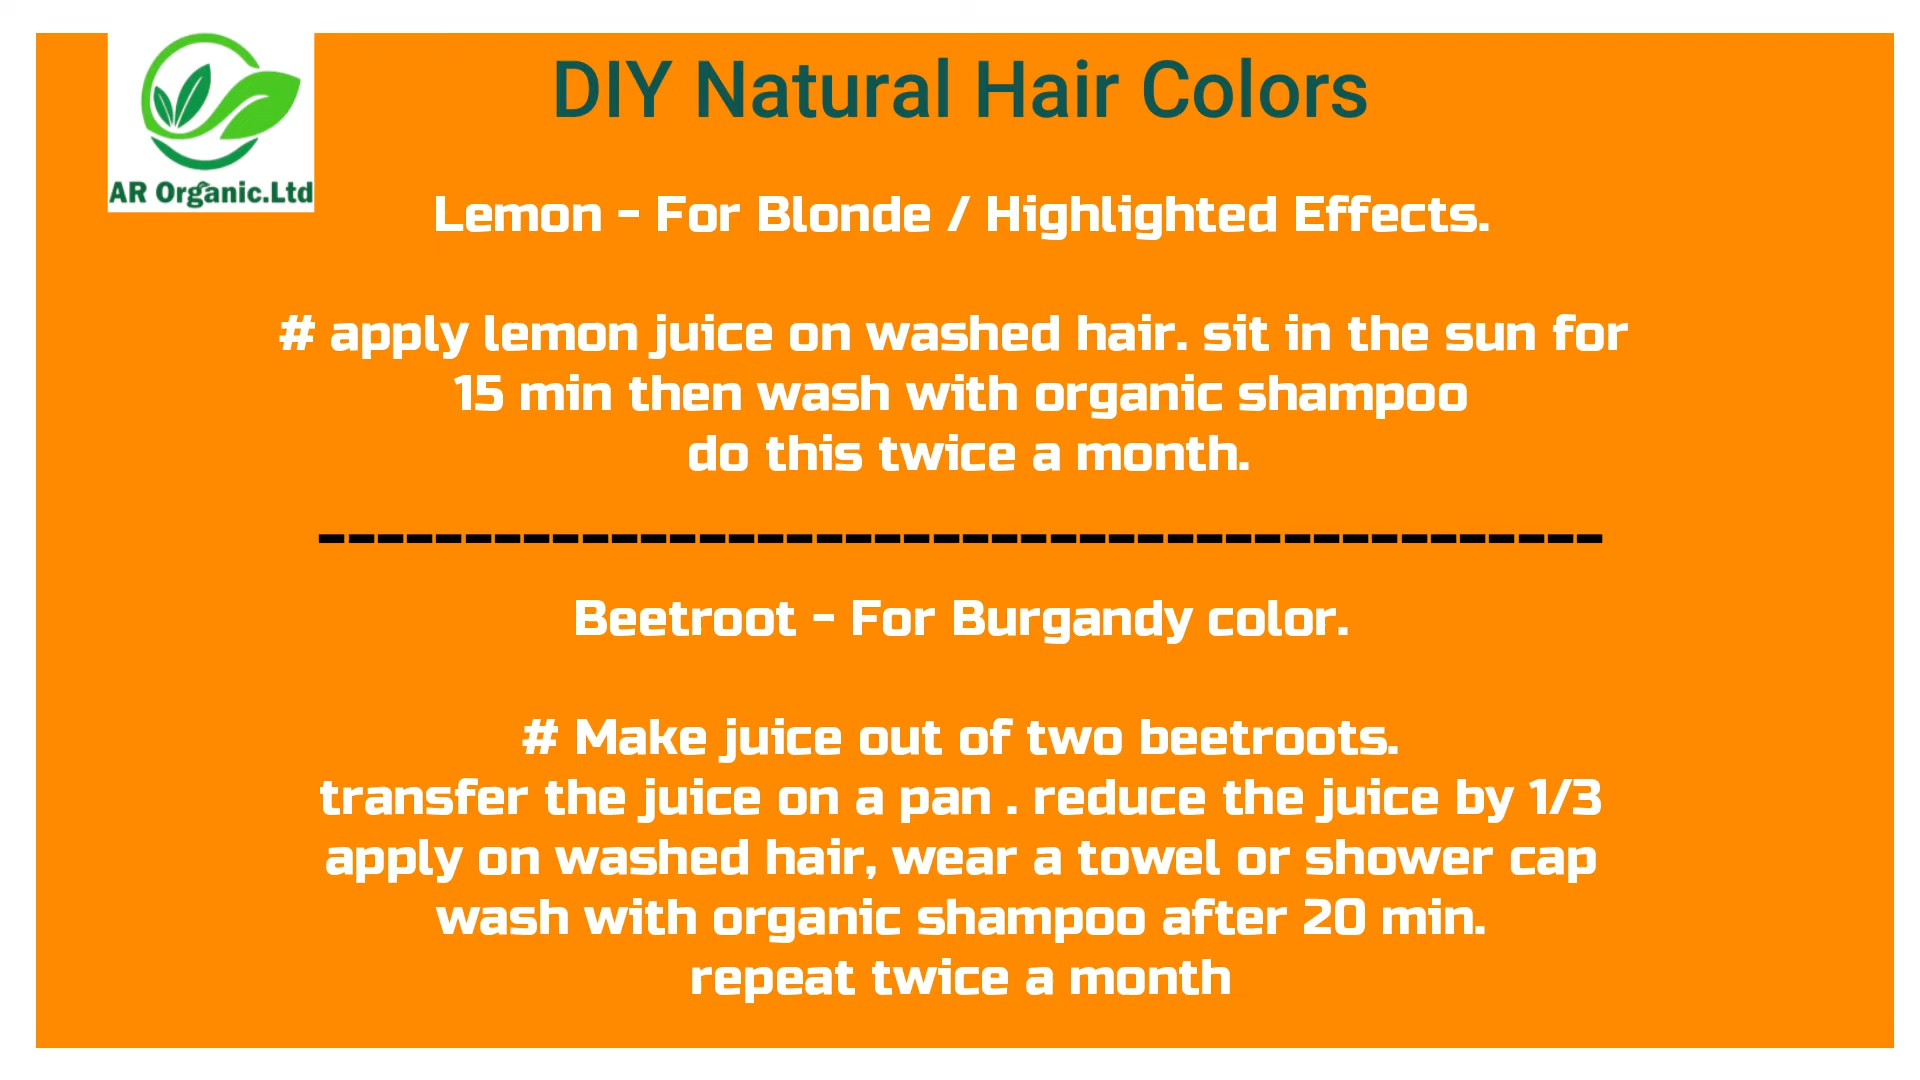 AR Organic.Ltd
DIY Natural Hair Colors
Lemon - For Blonde / Highlighted Effects.
# apply lemon juice on washed hair. sit in the sun for
15 min then wash with organic shampoo
do this twice a month.
--------------------------------------------
Beetroot - For Burgandy color.
# Make juice out of two beetroots.
transfer the juice on a pan . reduce the juice by 1/3
apply on washed hair, wear a towel or shower cap
wash with organic shampoo after 20 min.
repeat twice a month